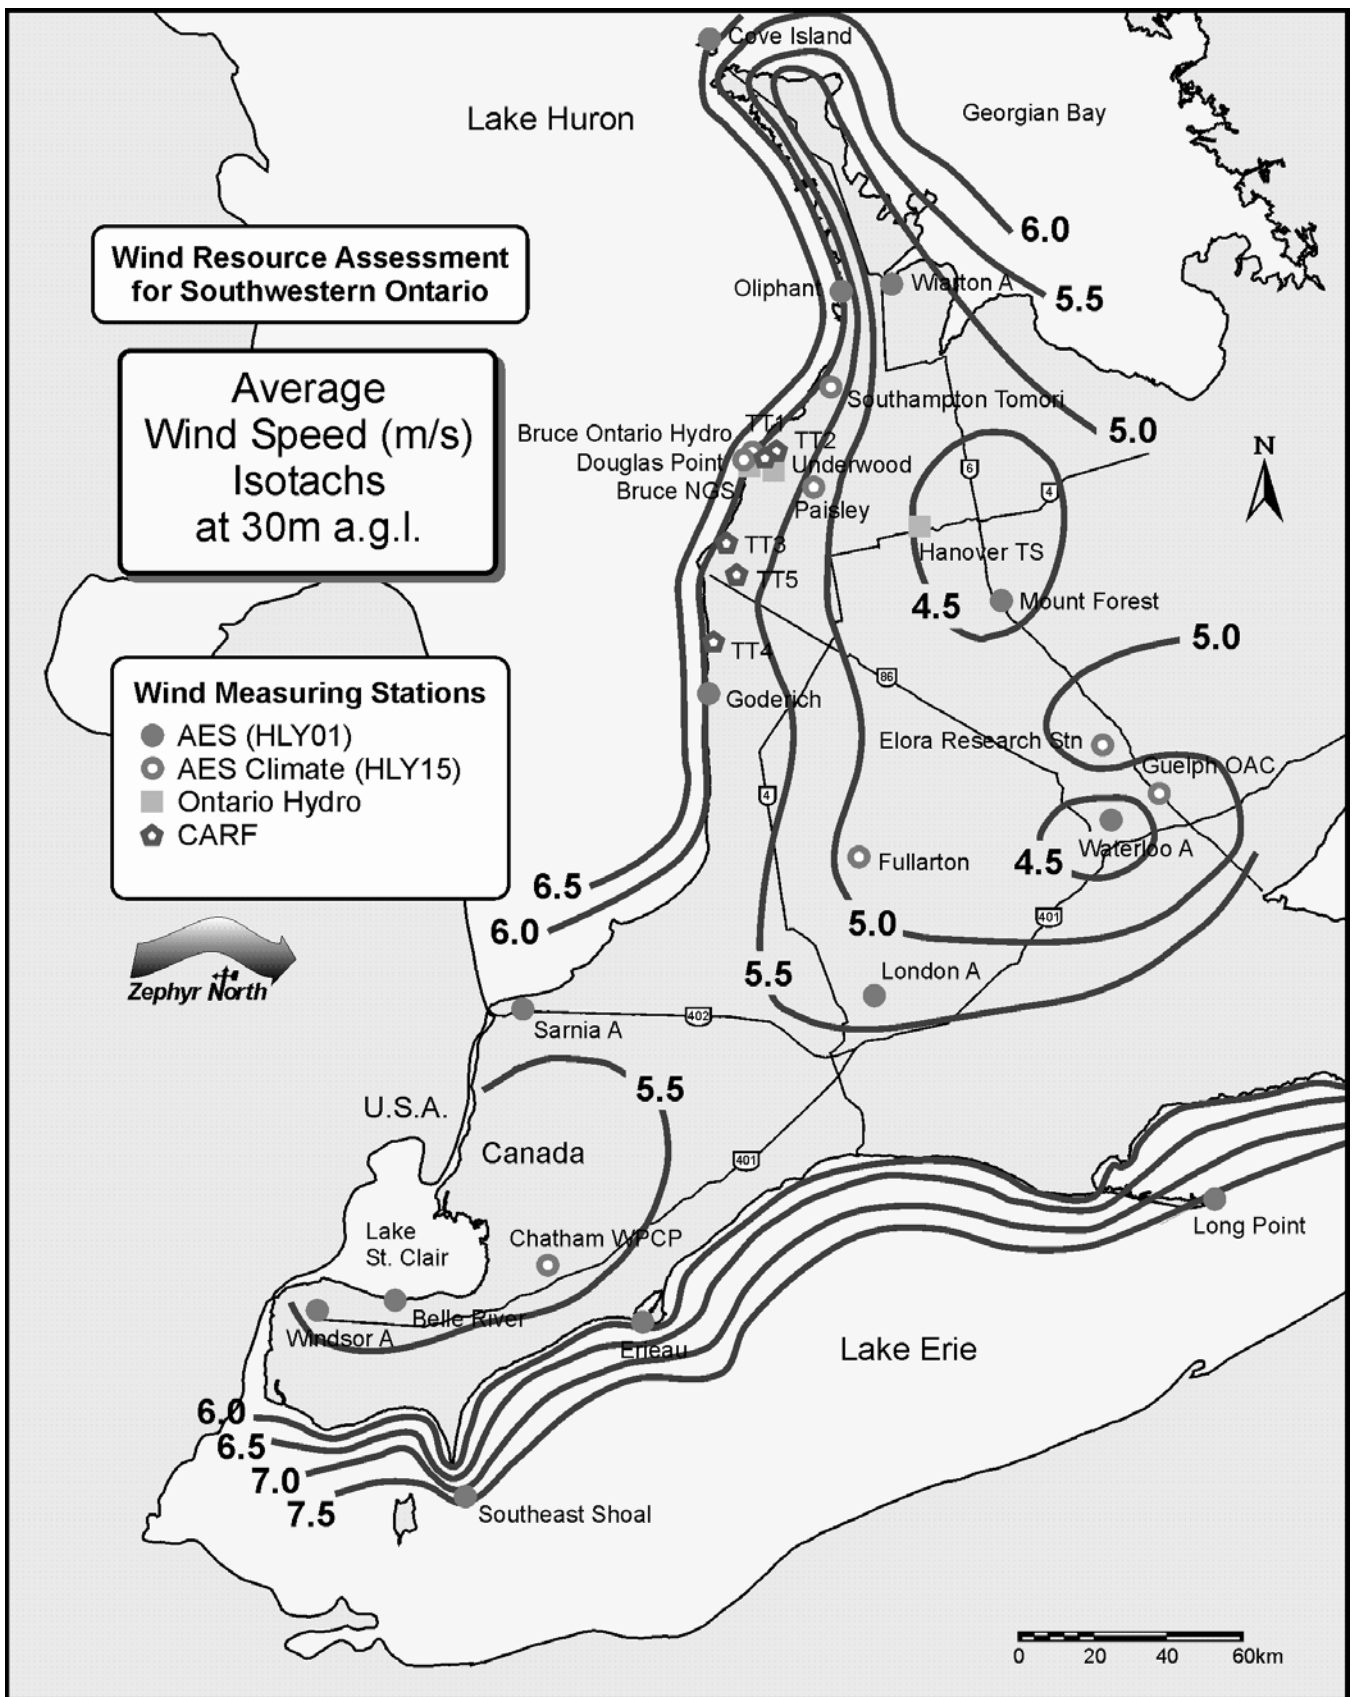 Cove Island
Lake Huron
Georgian Bay
6.0
Wind Resource Assessment
for Southwestern Ontario
Oliphant
Wiarton A
5.5
Average
Wind Speed (m/s)
Isotachs
at 30m a.g.l.
Southampton Tomori
5.0
TT1
Bruce Ontario Hydro
TT2
Douglas Point
Underwood
Bruce NGS
Paisley
N
6
4
TT3
Hanover TS
TT5
4.5
Mount Forest
TT4
5.0
86
Wind Measuring Stations
AES (HLY01)
AES Climate (HLY15)
Ontario Hydro
CARF
Goderich
Elora Research Stn
Guelph OAC
4
Waterloo A
4.5
Fullarton
6.5
6.0
5.0
401
5.5
London A
Zephyr North
Sarnia A
402
5.5
U.S.A.
Canada
401
Lake
St. Clair
Chatham WPCP
Long Point
Belle River
Windsor A
Erieau
Lake Erie
6.0
6.5
7.0
7.5
Southeast Shoal
0 20 40 60km